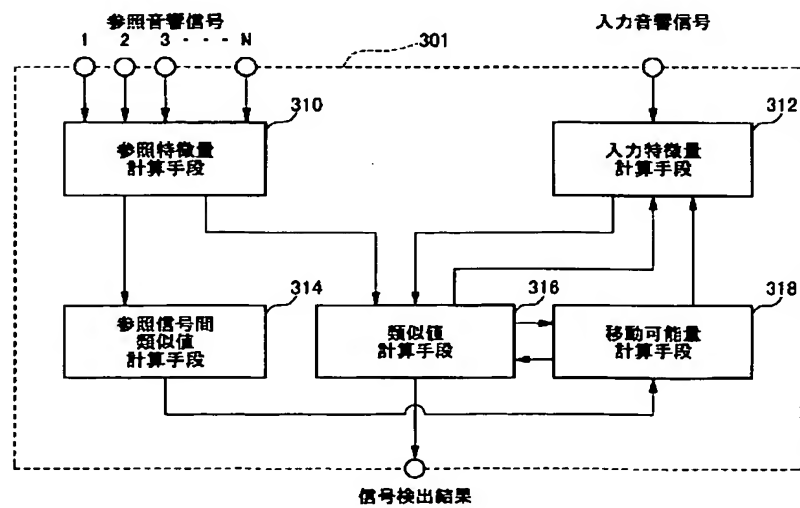 参照音響信号
1 2 3 - - - N
301
入力音響信号
310
参照特徴量
計算手段
312
入力特徴量
計算手段
314
参照信号間
類似値
計算手段
316
類似値
計算手段
318
移動可能量
計算手段
信号検出結果